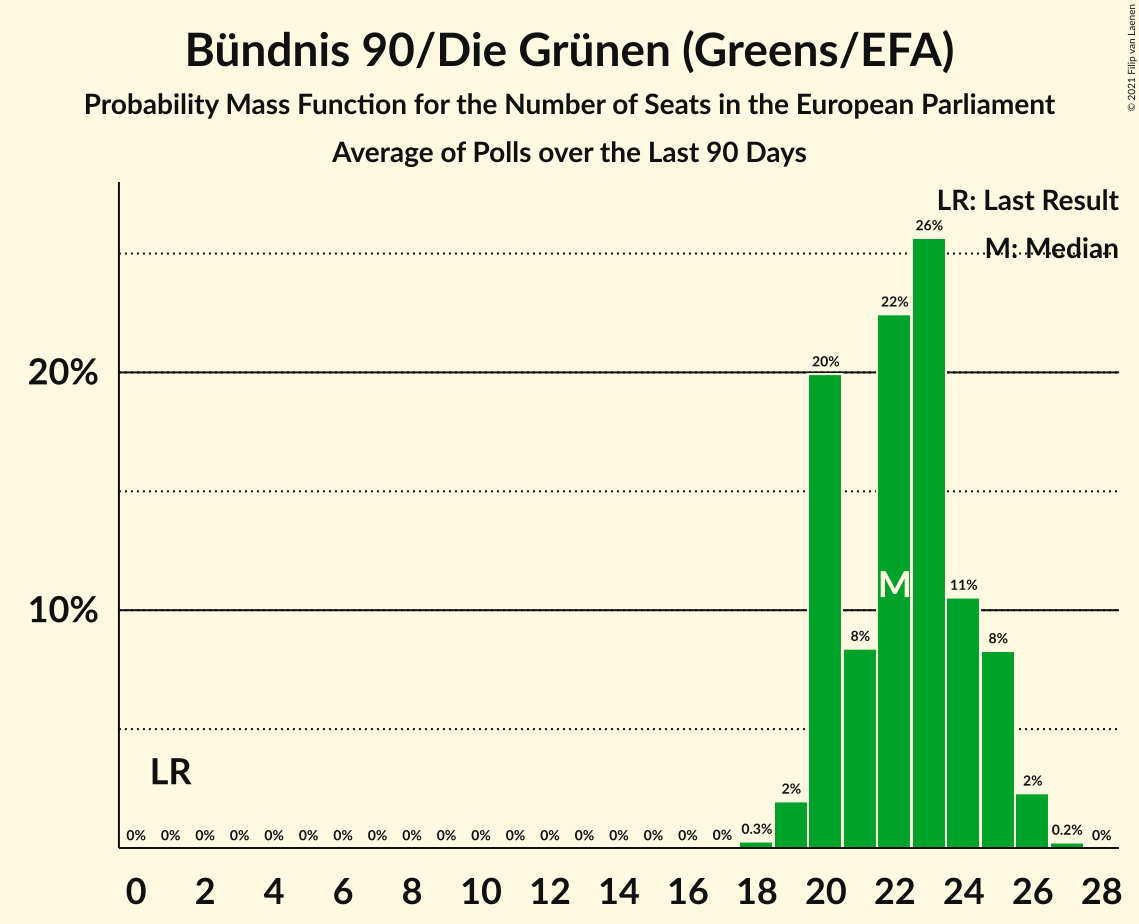 Bündnis 90/Die Grünen (Greens/EFA)
Probability Mass Function for the Number of Seats in the European Parliament
Average of Polls over the Last 90 Days
© 2021 Filip van Laenen
LR: Last Result
M: Median
26%
22%
20%
20%
M
11%
10%
8%
8%
LR
2%
2%
0% 0% 0% 0% 0% 0% 0% 0% 0% 0% 0% 0% 0% 0% 0% 0% 0% 0% 0.3% 0.2% 0%
0 2 4 6 8 10 12 14 16 18 20 22 24 26 28